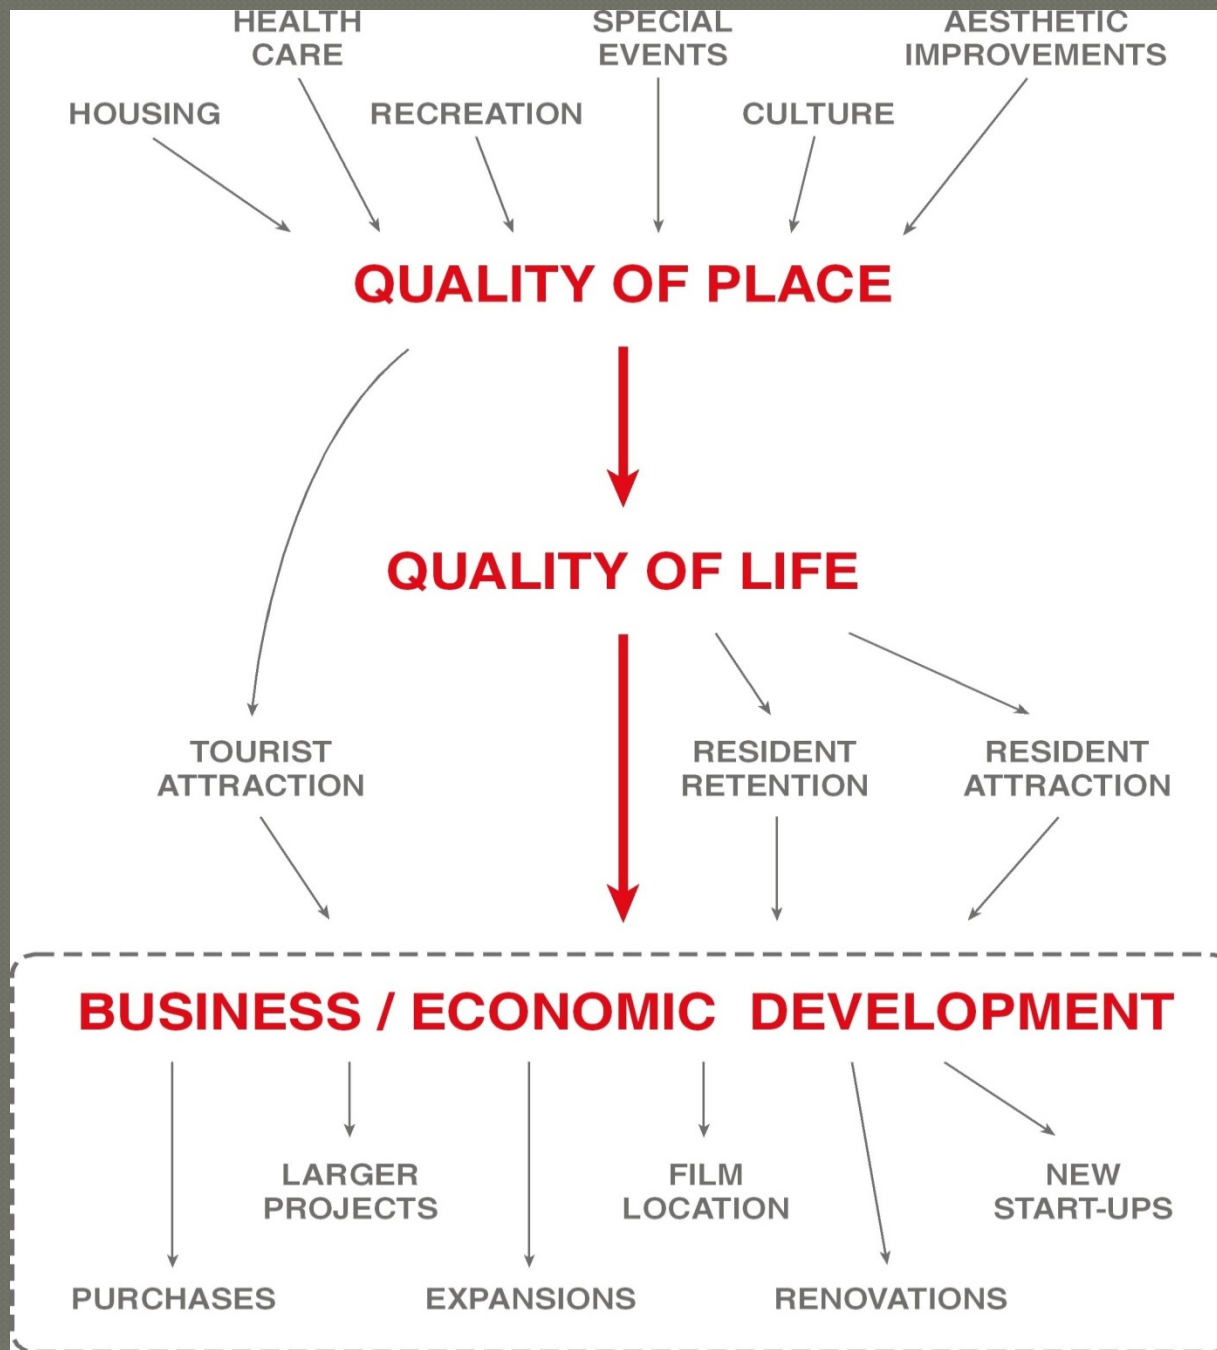 HEALTH
CARE
SPECIAL
EVENTS
AESTHETIC
IMPROVEMENTS
HOUSING
RECREATION
CULTURE
QUALITY OF PLACE
QUALITY OF LIFE
TOURIST
ATTRACTION
RESIDENT
RETENTION
RESIDENT
ATTRACTION
BUSINESS / ECONOMIC DEVELOPMENT
LARGER
PROJECTS
FILM
LOCATION
NEW
START-UPS
PURCHASES
EXPANSIONS
RENOVATIONS